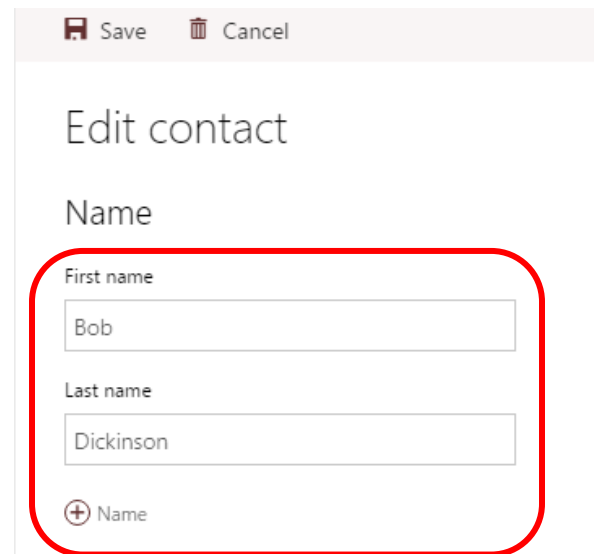 Save Cancel
Edit contact
Name
First name
Bob
Last name
Dickinson
Name